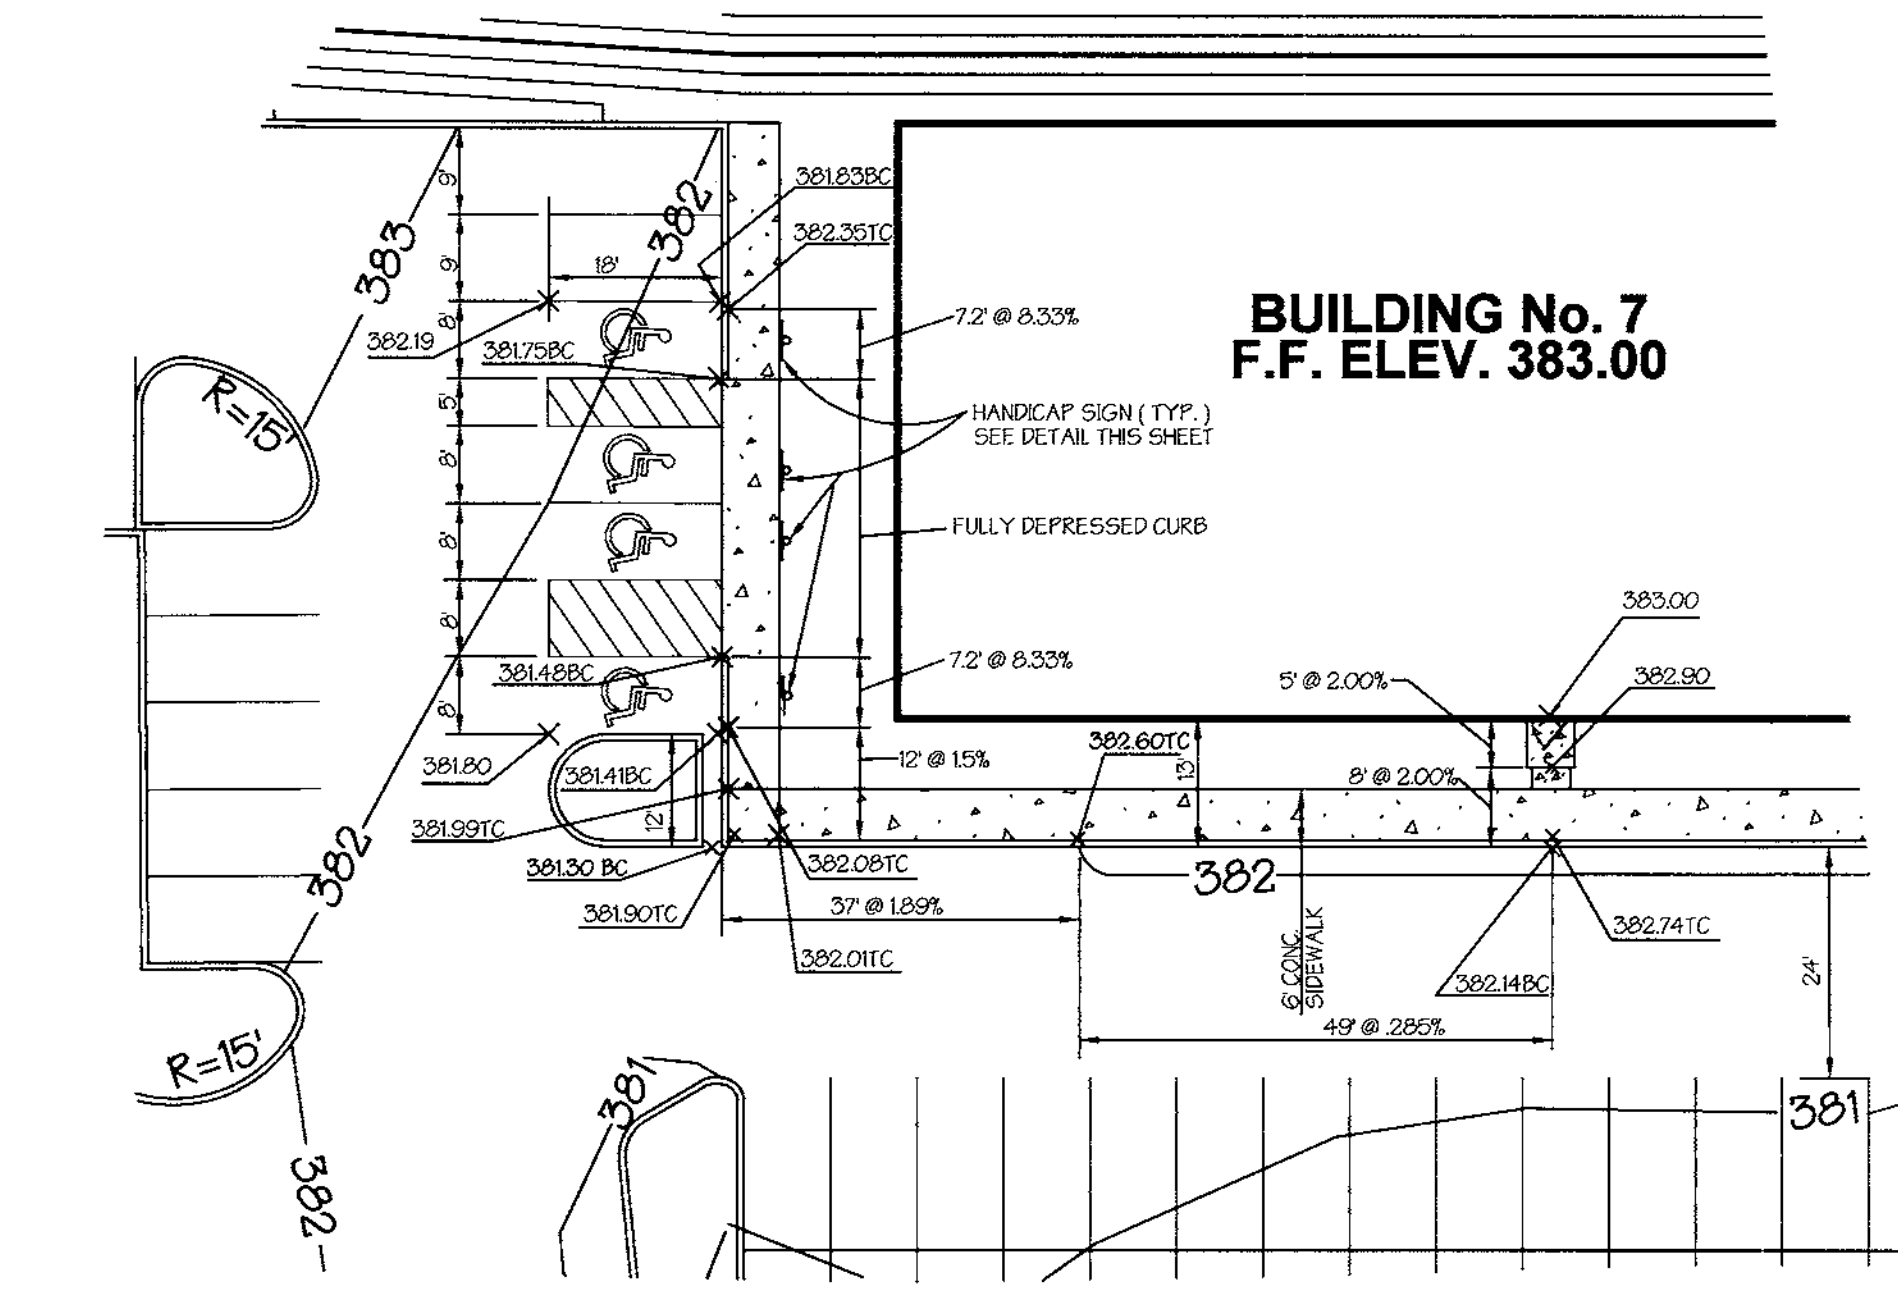 9'
382
381.83BC
383
382.35TC
9'
18'
7.2' @ 8.33%
BUILDING No. 7
F.F. ELEV. 383.00
8'
382.19
381.75BC
R=15'
5'
HANDICAP SIGN ( TYP. )
SEE DETAIL THIS SHEET
8'
8'
FULLY DEPRESSED CURB
8'
383.00
381.48BC
7.2' @ 8.33%
5' @ 2.00%
382.90
8'
382.60TC
381.80
381.41BC
12' @ 1.5%
13'
8' @ 2.00%
381.99TC
12'
382
381.30 BC
382.08TC
382
381.90TC
37' @ 1.89%
382.74TC
382.01TC
6' CONC.
SIDEWALK
382.14BC
24'
49' @ .285%
R=15'
381
381
382